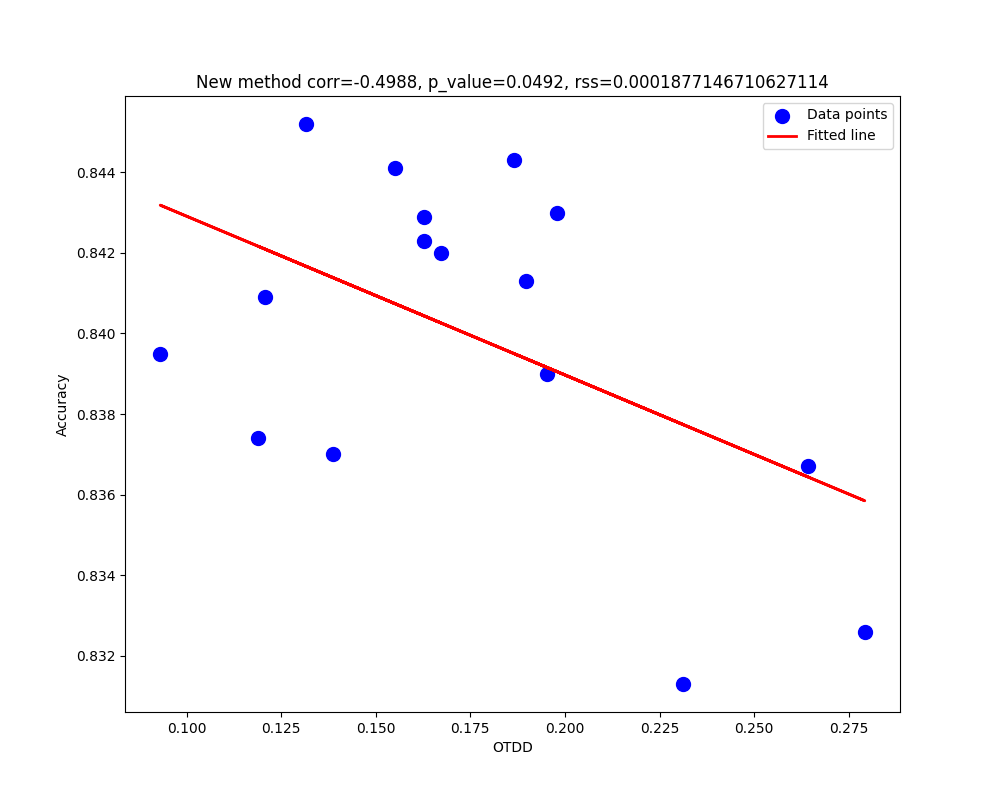 New method corr=-0.4988, p_value=0.0492, rss=0.0001877146710627114
Data points
Fitted line
0.844
0.842
0.840
0.838
0.836
0.834
0.832
Accuracy
0.100 0.125 0.150 0.175 0.200 0.225 0.250 0.275
OTDD